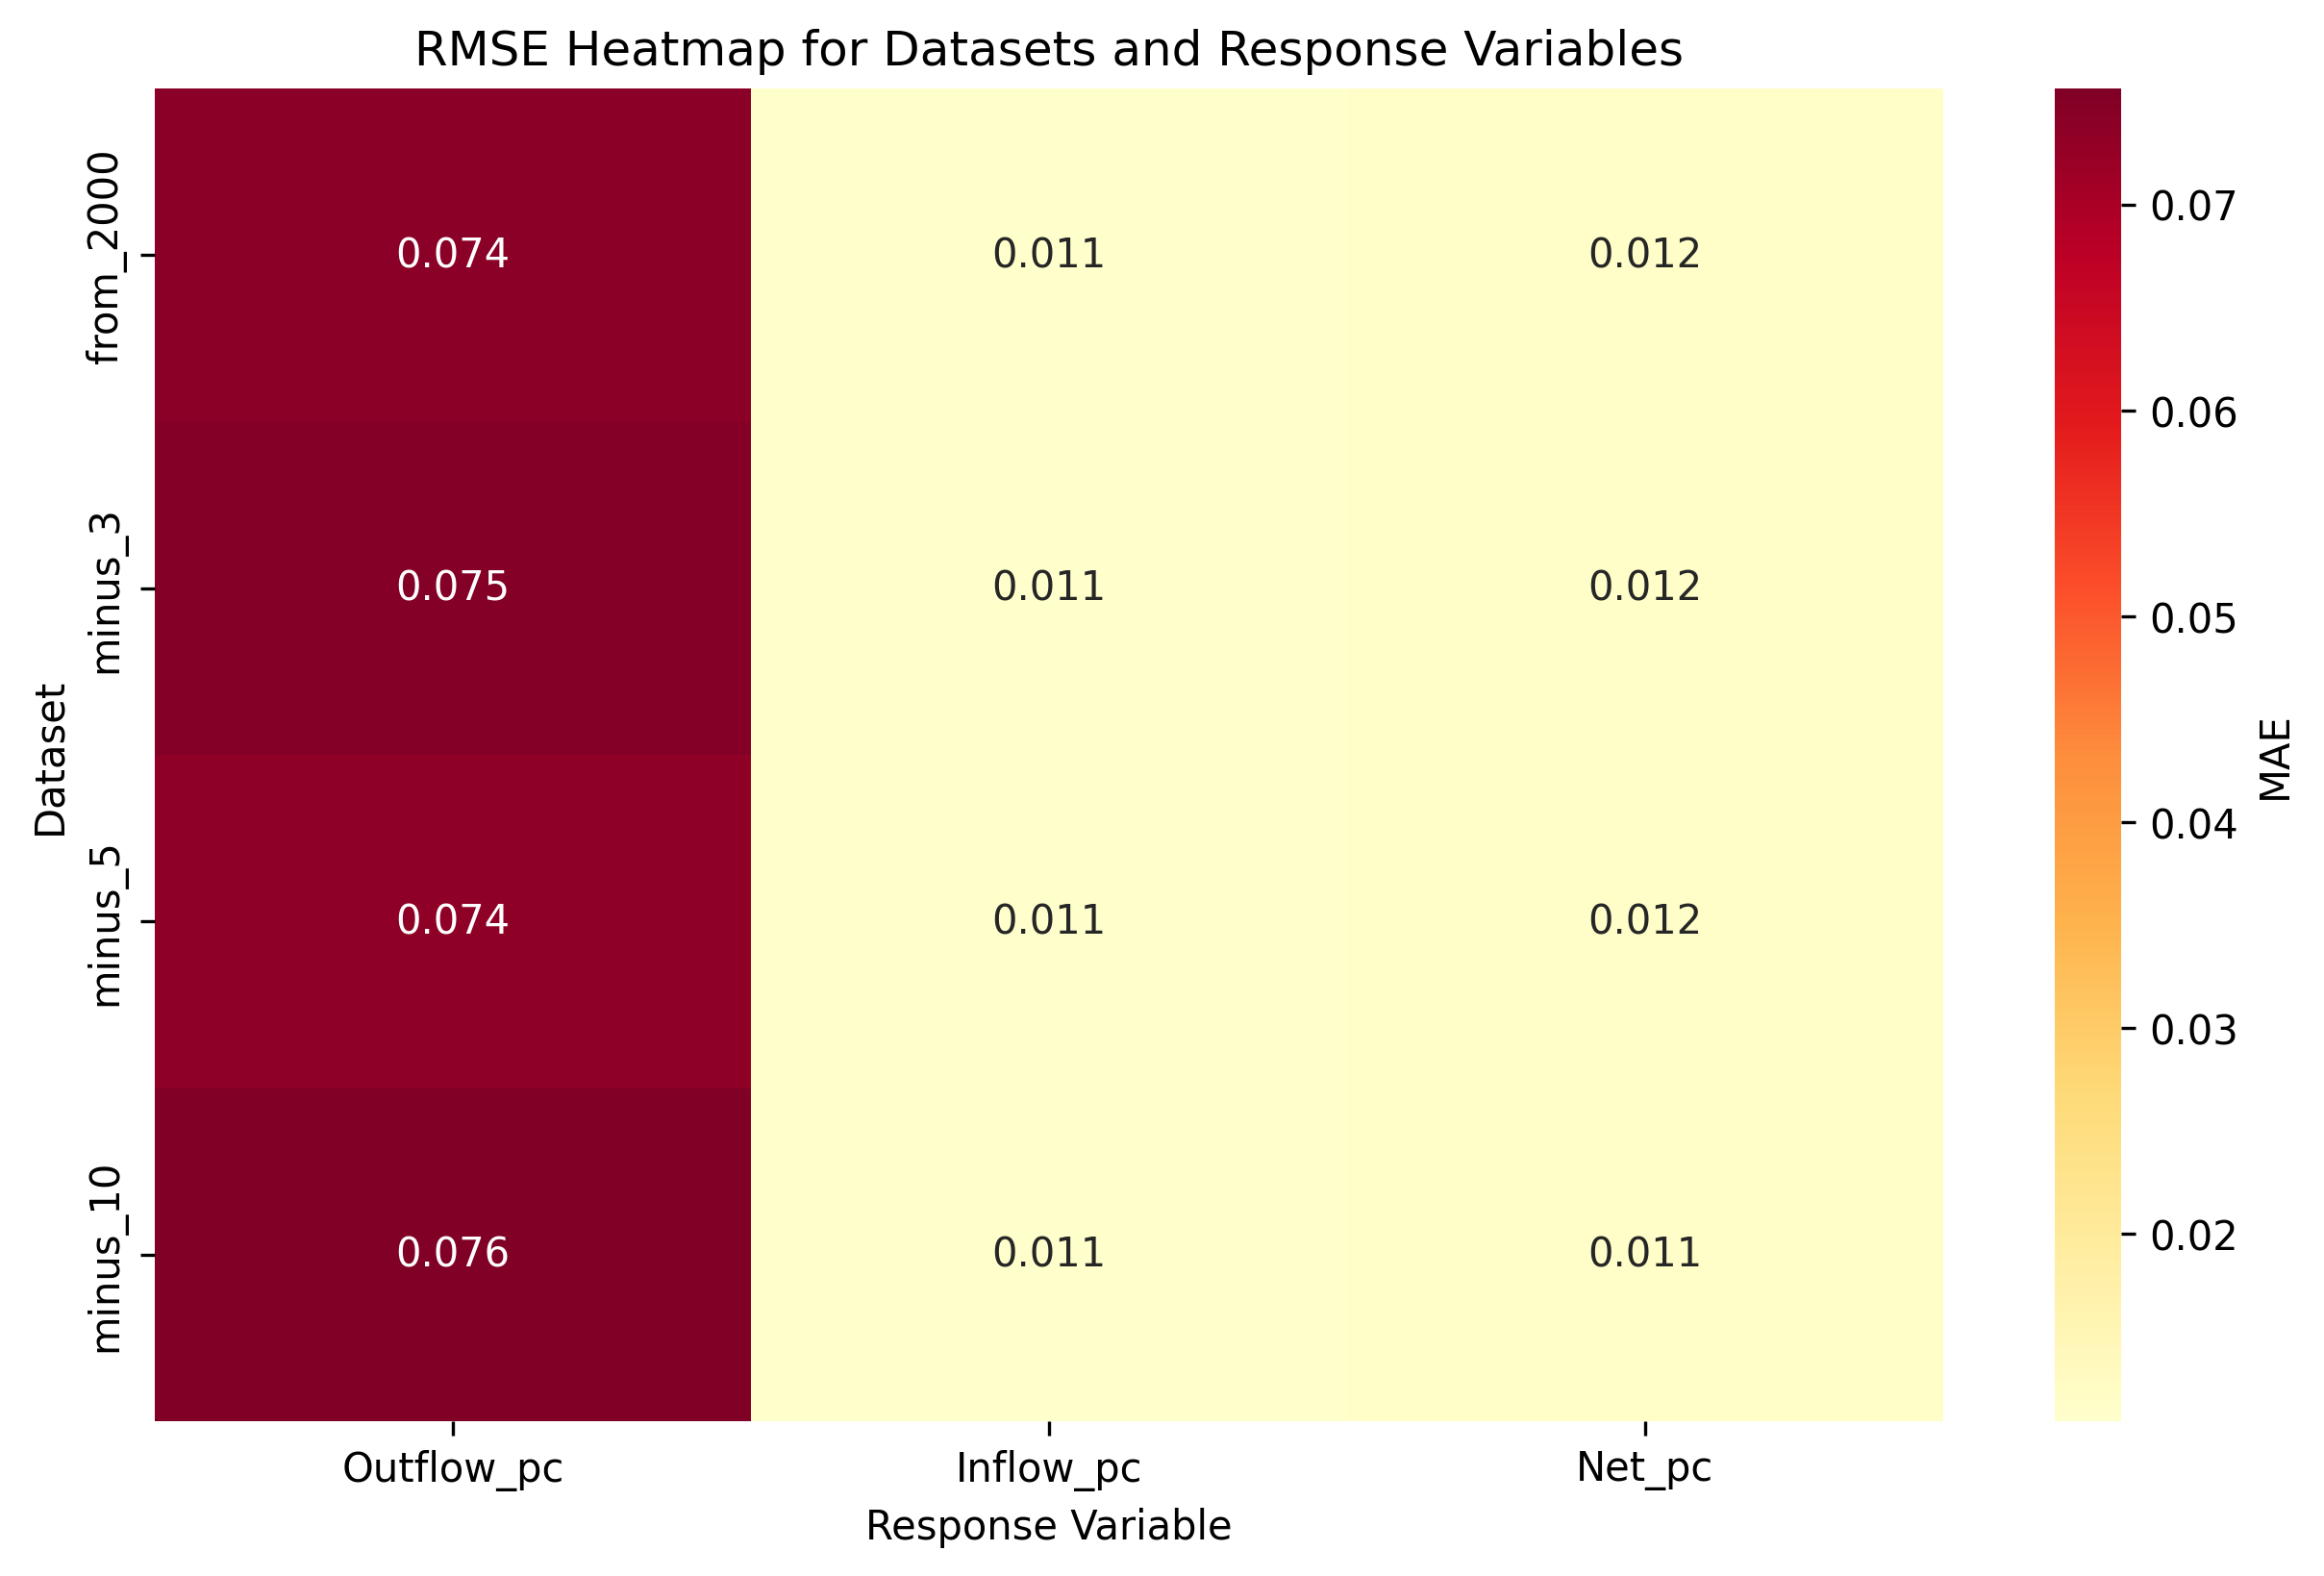 RMSE Heatmap for Datasets and Response Variables
Dataset
from_2000
0.074 0.011 0.012
minus_3
0.075 0.011 0.012
minus_5
0.074 0.011 0.012
minus_10
0.076 0.011 0.011
Outflow_pc Inflow_pc Net_pc
Response Variable
0.07
0.06
0.05
0.04
0.03
0.02
MAE